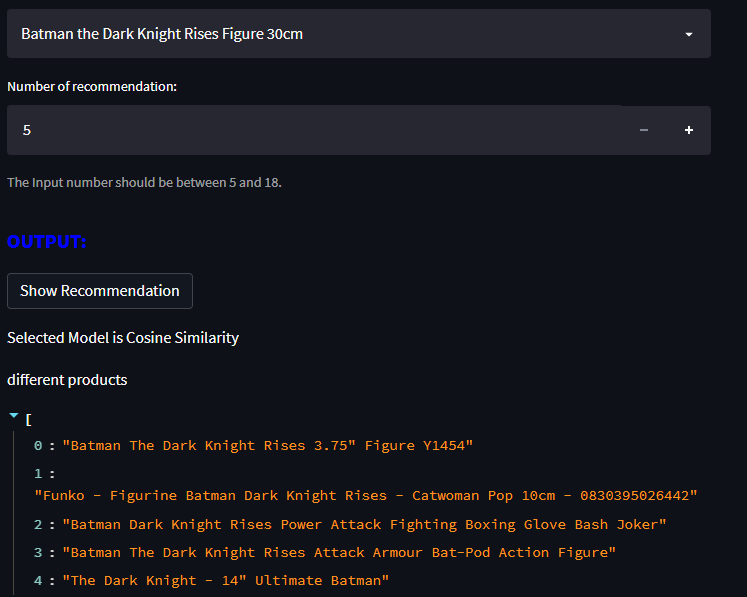 Batman the Dark Knight Rises Figure 30cm
Number of recommendation:
5
The Input number should be between 5 and 18.
OUTPUT:
Show Recommendation
Selected Model is Cosine Similarity
different products
[
0 : "Batman The Dark Knight Rises 3.75" Figure Y1454"
1 :
"Funko - Figurine Batman Dark Knight Rises - Catwoman Pop 10cm - 0830395026442"
2 : "Batman Dark Knight Rises Power Attack Fighting Boxing Glove Bash Joker"
3 : "Batman The Dark Knight Rises Attack Armour Bat-Pod Action Figure"
4 : "The Dark Knight - 14" Ultimate Batman"